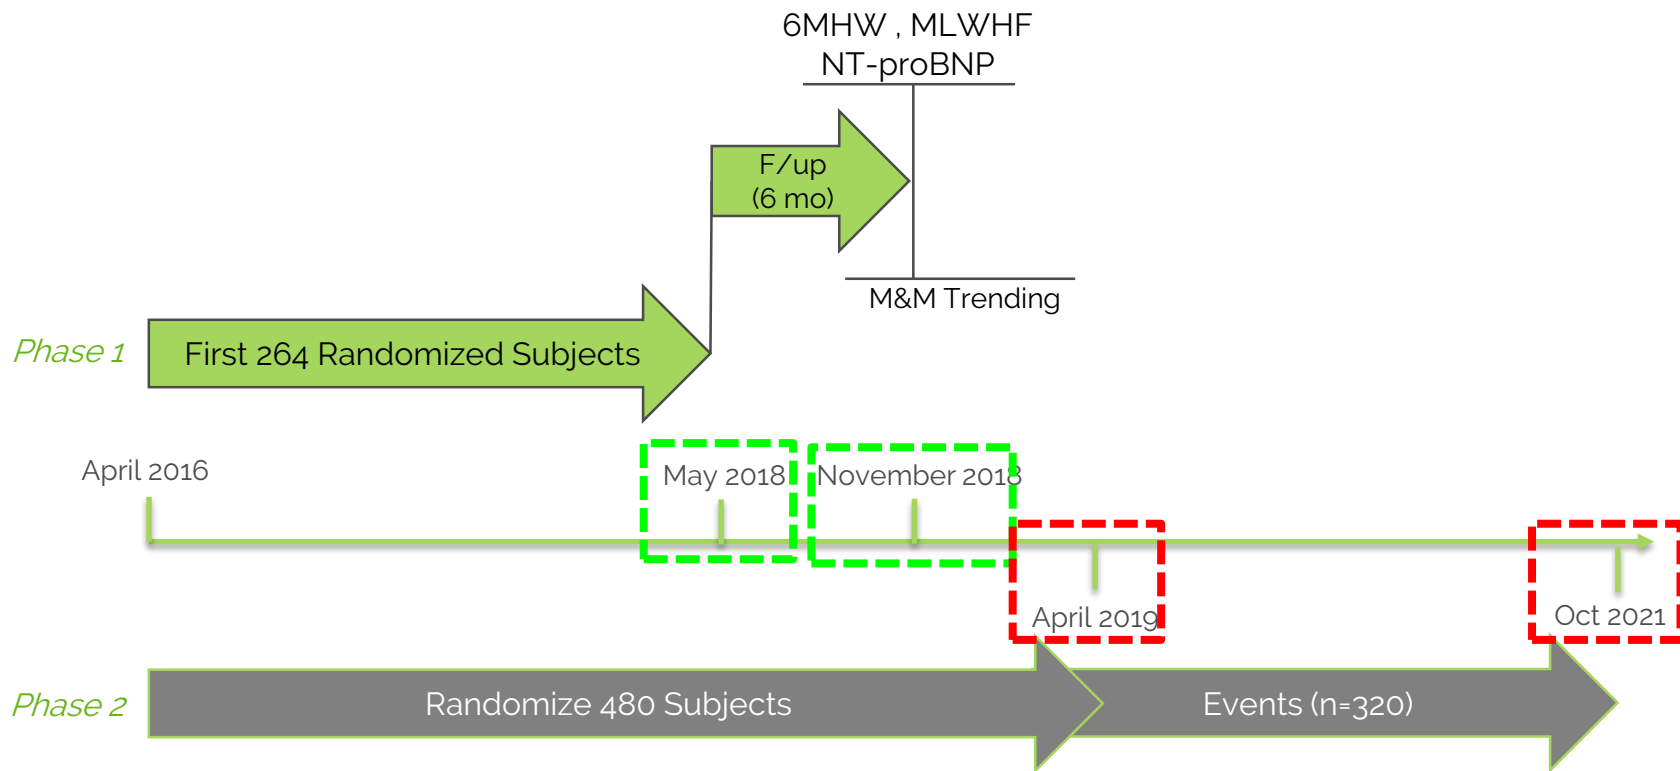 6MHW , MLWHF
NT-proBNP
F/up
(6 mo)
M&M Trending
Phase 1
First 264 Randomized Subjects
April 2016
May 2018
November 2018
April 2019
Oct 2021
Phase 2
Randomize 480 Subjects
Events (n=320)